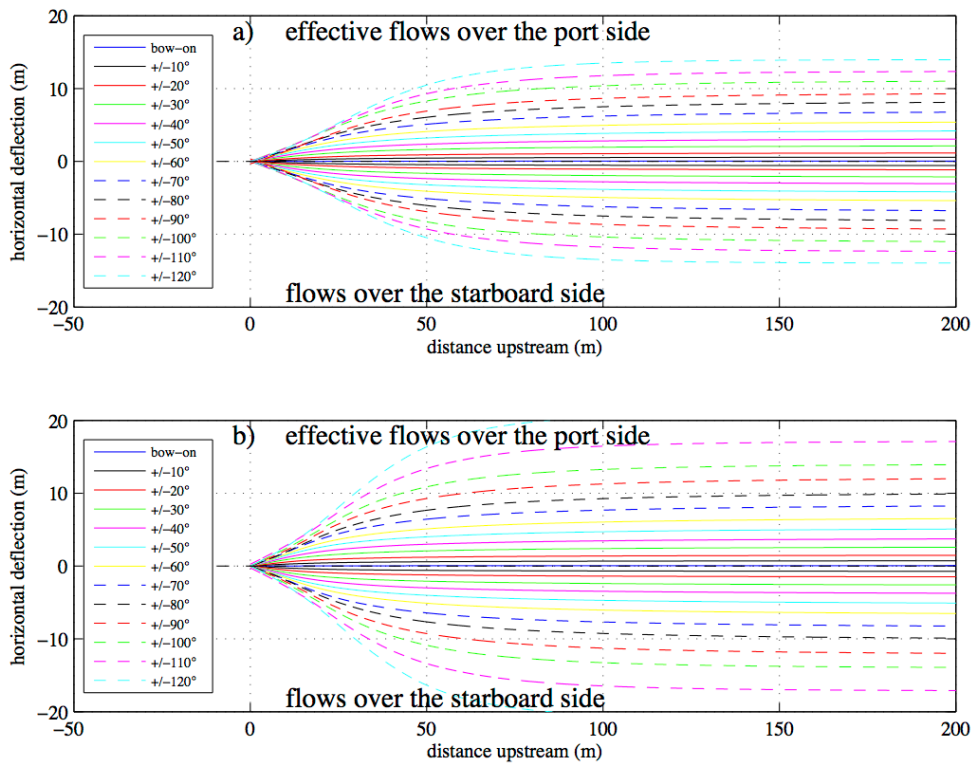 a) effective flows over the port side
20
10
0
−10
−20
horizontal deflection (m)
bow−on
+/−10°
+/−20°
+/−30°
+/−40°
+/−50°
+/−60°
+/−70°
+/−80°
+/−90°
+/−100°
+/−110°
+/−120°
flows over the starboard side
−50 0 50 100 150 200
distance upstream (m)
b) effective flows over the port side
20
10
0
−10
−20
horizontal deflection (m)
bow−on
+/−10°
+/−20°
+/−30°
+/−40°
+/−50°
+/−60°
+/−70°
+/−80°
+/−90°
+/−100°
+/−110°
+/−120°
flows over the starboard side
−50 0 50 100 150 200
distance upstream (m)